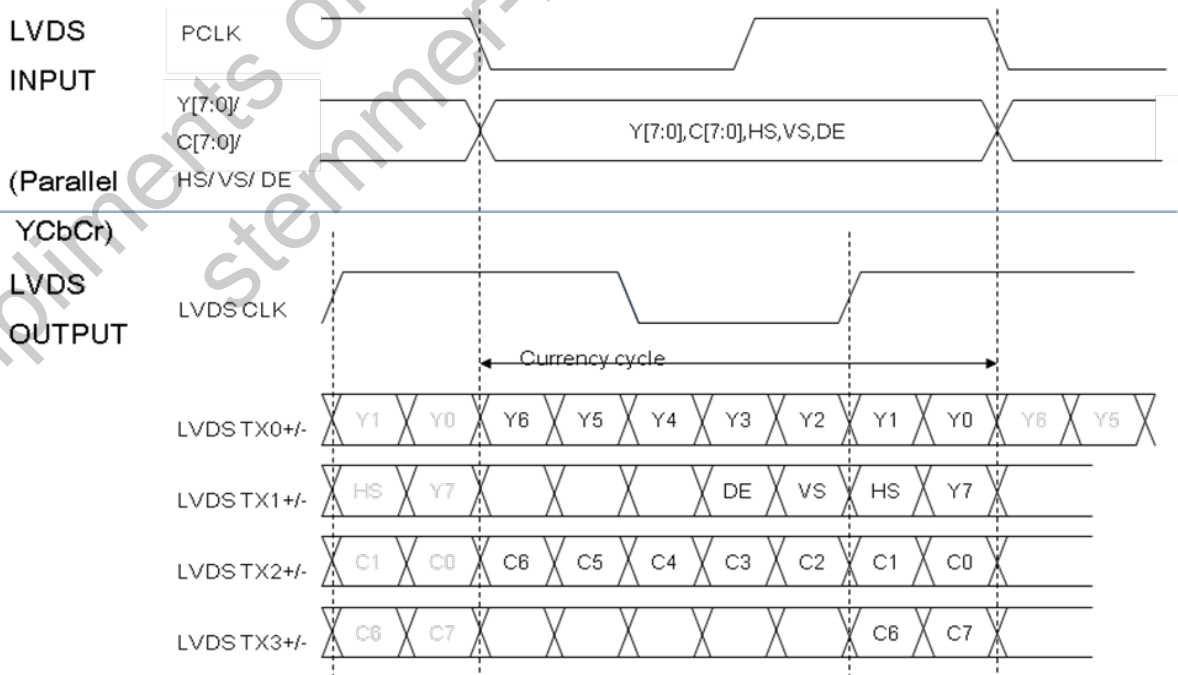 LVDS
INPUT
(Parallel
YCbCr)
PCLK
Y[7:0]/
C[7:0]/
HS/ VS/ DE
Y[7:0],C[7:0],HS,VS,DE
LVDS
OUTPUT
LVDS CLK
Currency cycle
LVDS TX0+/- Y1 Y0 Y6 Y5 Y4 Y3 Y2 Y1 Y0 Y6 Y5
LVDS TX1+/- HS Y7 DE VS HS Y7
LVDS TX2+/- C1 C0 C6 C5 C4 C3 C2 C1 C0
LVDS TX3+/- C6 C7 C6 C7
stemmer-